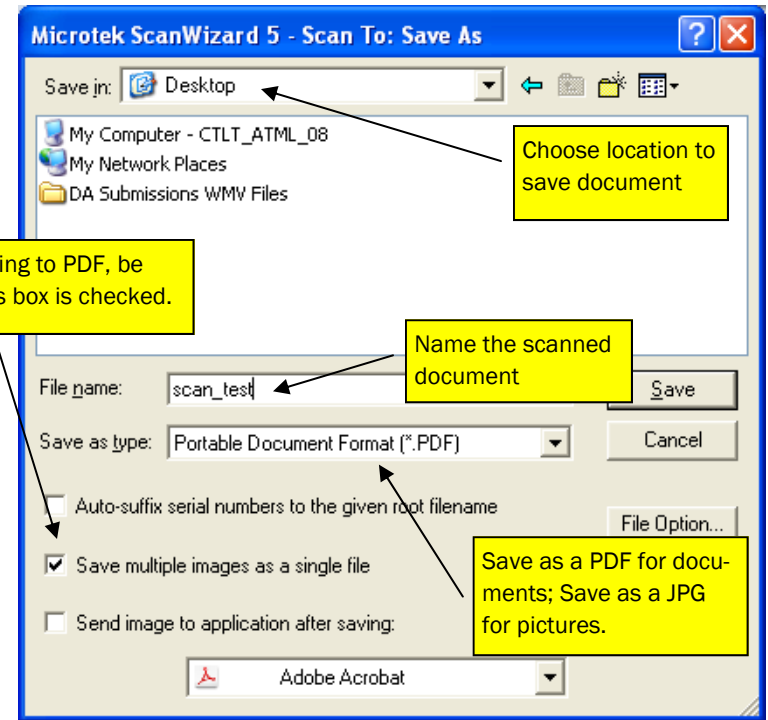 Microtek ScanWizard 5 - Scan To: Save As
Save in: Desktop
My Computer - CTLT_ATML_08
My Network Places
DA Submissions WMV Files
Choose location to
save document
ing to PDF, be
s box is checked.
Name the scanned
document
File name: scan_test
Save
Save as type: Portable Document Format (*.PDF)
Cancel
Auto-suffix serial numbers to the given root filename
File Option...
Save multiple images as a single file
Save as a PDF for docu-
ments; Save as a JPG
for pictures.
Send image to application after saving:
Adobe Acrobat